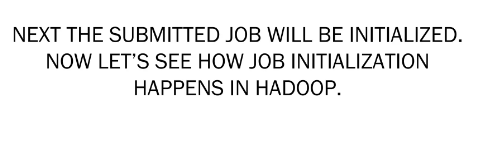 NEXT THE SUBMITTED JOB WILL BE INITIALIZED.
NOW LET'S SEE HOW JOB INITIALIZATION
HAPPENS IN HADOOP.